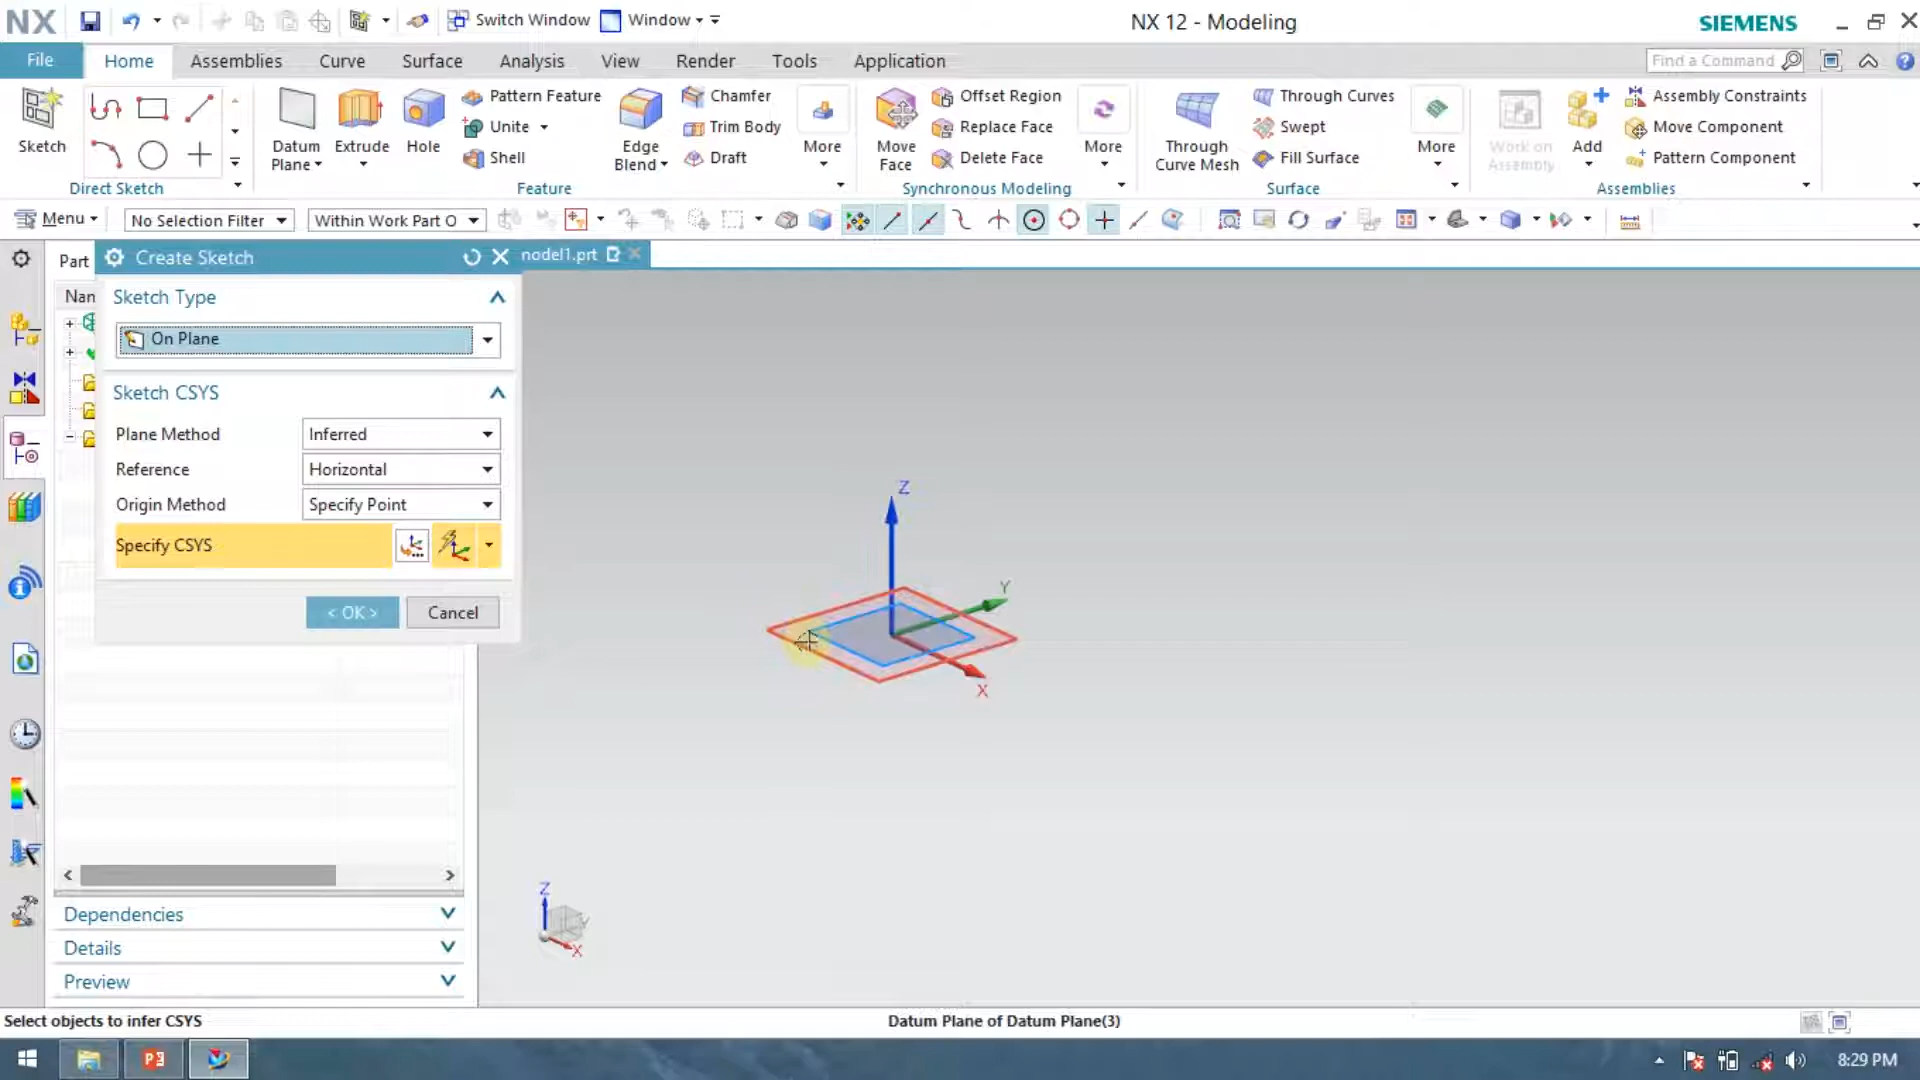 NX
Switch Window
Window
NX 12 - Modeling
SIEMENS
File
Home
Assemblies
Curve
Surface
Analysis
View
Render
Tools
Application
Find a Command
Sketch
Direct Sketch
Datum
Plane
Extrude
Hole
Pattern Feature
Unite
Shell
Edge
Blend
Chamfer
Trim Body
Draft
More
Feature
Move
Face
Offset Region
Replace Face
Delete Face
More
Synchronous Modeling
Through
Curve Mesh
Through Curves
Swept
Fill Surface
More
Surface
Work on
Assembly
Add
Assembly Constraints
Move Component
Pattern Component
Assemblies
Menu
No Selection Filter
Within Work Part O
Part
Create Sketch
nodel1.prt
Nan
Sketch Type
On Plane
Sketch CSYS
Plane Method
Inferred
Reference
Horizontal
Origin Method
Specify Point
Specify CSYS
< OK >
Cancel
Z
Y
X
Z
Y
X
Dependencies
Details
Preview
Select objects to infer CSYS
Datum Plane of Datum Plane(3)
8:29 PM